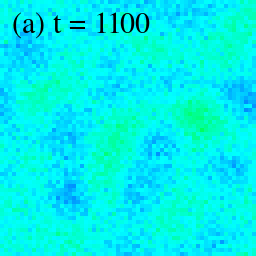 (a) t = 1100